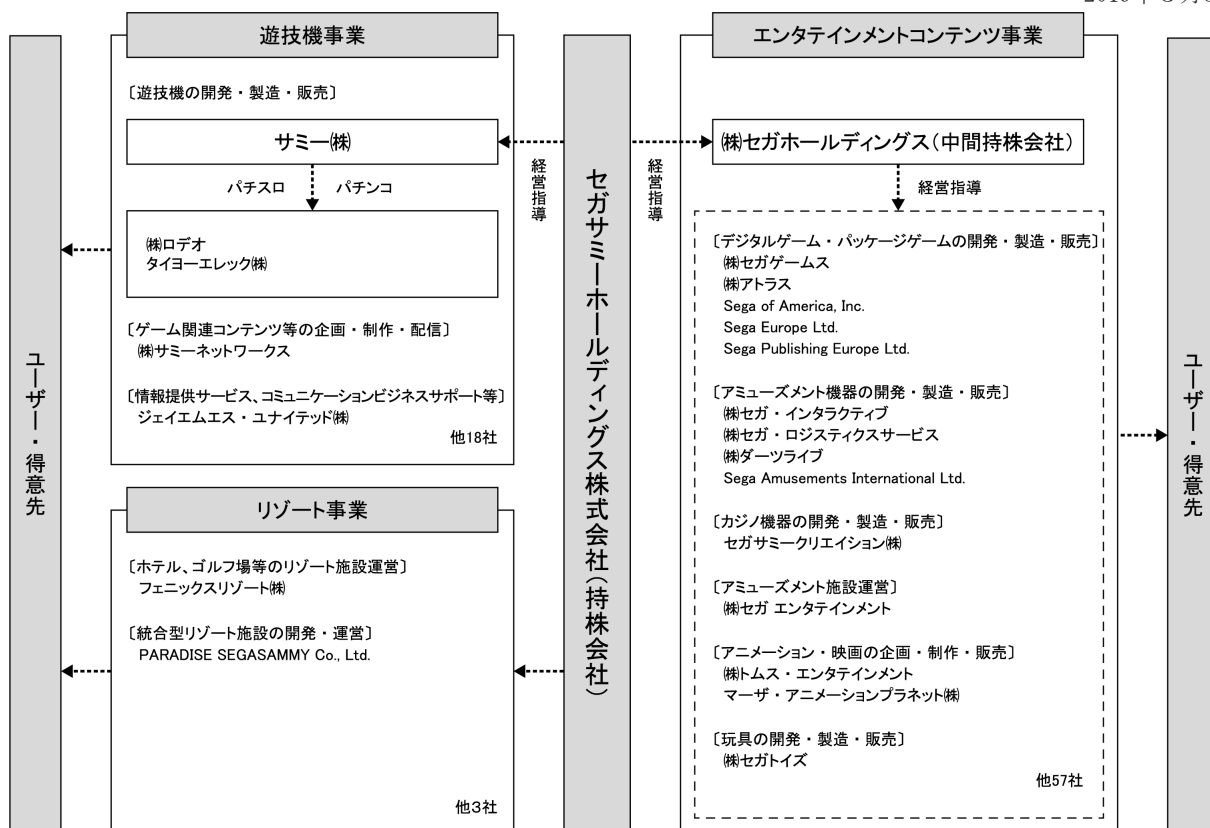 遊技機事業
〔遊技機の開発・製造・販売〕
サミー㈱
パチスロ
パチンコ
㈱ロデオ
タイヨーエレック㈱
〔ゲーム関連コンテンツ等の企画・制作・配信〕
㈱サミーネットワークス
〔情報提供サービス、コミュニケーションビジネスサポート等〕
ジェイエムエス・ユナイテッド㈱
他18社
リゾート事業
〔ホテル、ゴルフ場等のリゾート施設運営〕
フェニックスリゾート㈱
〔統合型リゾート施設の開発・運営〕
PARADISE SEGASAMMY Co., Ltd.
他3社
ユーザー・得意先
経営指導
セガサミーホールディングス株式会社(持株会社)
経営指導
エンタテインメントコンテンツ事業
㈱セガホールディングス(中間持株会社)
経営指導
〔デジタルゲーム・パッケージゲームの開発・製造・販売〕
㈱セガゲームス
㈱アトラス
Sega of America, Inc.
Sega Europe Ltd.
Sega Publishing Europe Ltd.
〔アミューズメント機器の開発・製造・販売〕
㈱セガ・インタラクティブ
㈱セガ・ロジスティクスサービス
㈱ダーツライブ
Sega Amusements International Ltd.
〔カジノ機器の開発・製造・販売〕
セガサミークリエイション㈱
〔アミューズメント施設運営〕
㈱セガ エンタテインメント
〔アニメーション・映画の企画・制作・販売〕
㈱トムス・エンタテインメント
マーザ・アニメーションプラネット㈱
〔玩具の開発・製造・販売〕
㈱セガトイズ
他57社
ユーザー・得意先